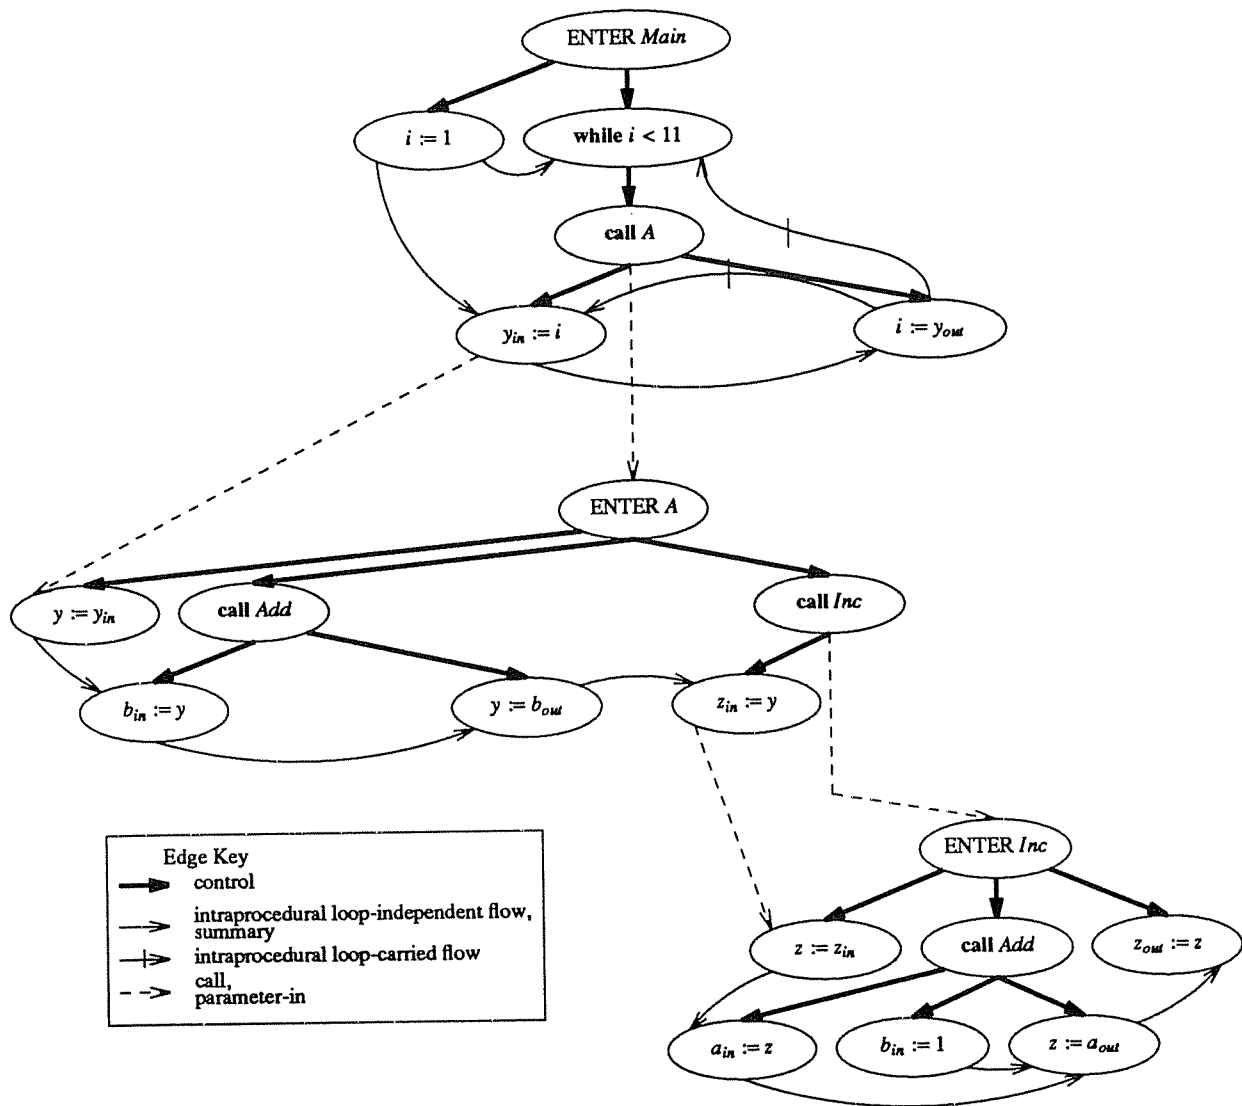 ENTER Main
i := 1
while i < 11
call A
y_in := i
i := y_out
ENTER A
y := y_in
call Add
call Inc
b_in := y
y := b_out
z_in := y
ENTER Inc
z := z_in
call Add
z_out := z
a_in := z
b_in := 1
z := a_out
Edge Key
control
intraprocedural loop-independent flow,
summary
intraprocedural loop-carried flow
call,
parameter-in